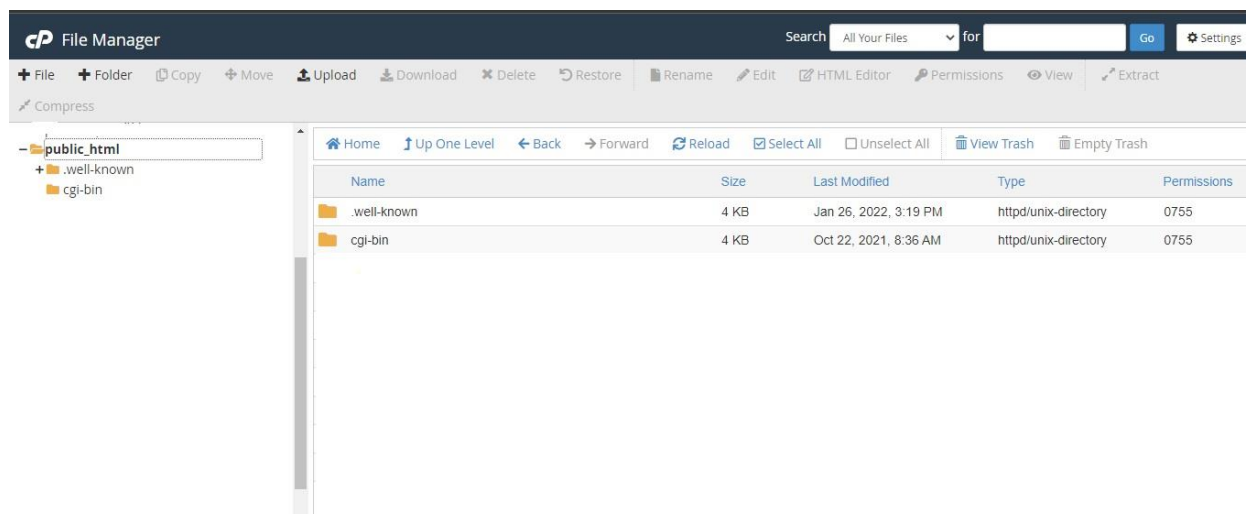 cP File Manager Search All Your Files for Go Settings
File Folder Copy Move Upload Download Delete Restore Rename Edit HTML Editor Permissions View Extract
Compress
public_html
.well-known
cgi-bin
Home Up One Level Back Forward Reload Select All Unselect All View Trash Empty Trash
Name Size Last Modified Type Permissions
.well-known 4 KB Jan 26, 2022, 3:19 PM httpd/unix-directory 0755
cgi-bin 4 KB Oct 22, 2021, 8:36 AM httpd/unix-directory 0755